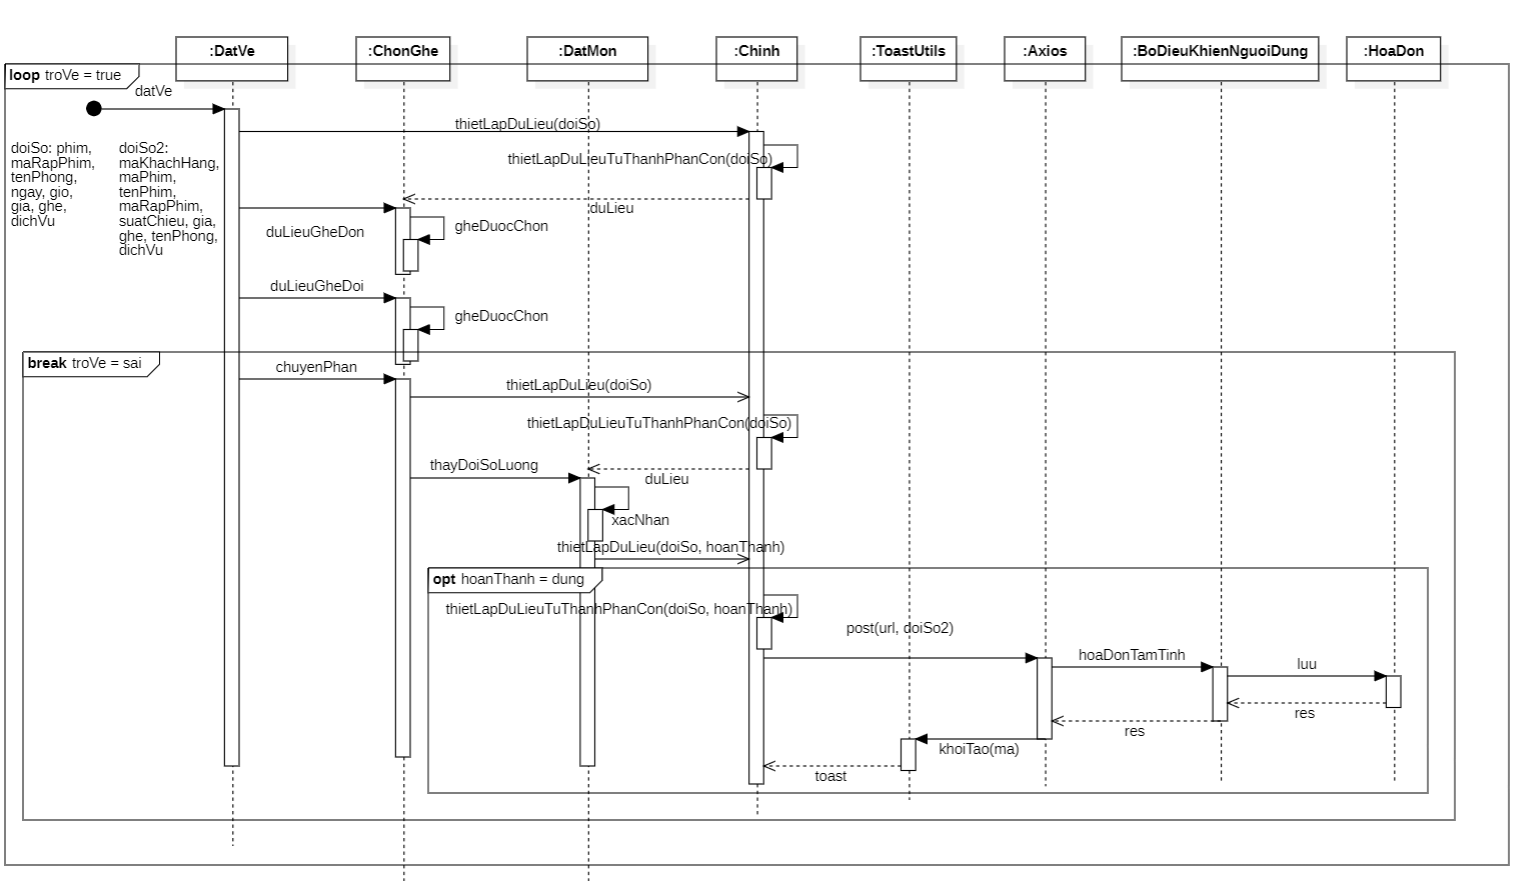 :DatVe
:ChonGhe
:DatMon
:Chinh
:ToastUtils
:Axios
:BoDieuKhienNguoiDung
:HoaDon
loop troVe = true
datVe
thietLapDuLieu(doiSo)
doiSo: phim,
maRapPhim,
tenPhong,
ngay, gio,
gia, ghe,
dichVu
doiSo2:
maKhachHang,
maPhim,
tenPhim,
maRapPhim,
suatChieu, gia,
ghe, tenPhong,
dichVu
thietLapDuLieuTuThanhPhanCon(doiSo)
duLieu
duLieuGheDon
gheDuocChon
duLieuGheDoi
gheDuocChon
break troVe = sai
chuyenPhan
thietLapDuLieu(doiSo)
thietLapDuLieuTuThanhPhanCon(doiSo)
thayDoiSoLuong
duLieu
xacNhan
thietLapDuLieu(doiSo, hoanThanh)
opt hoanThanh = dung
thietLapDuLieuTuThanhPhanCon(doiSo, hoanThanh)
post(url, doiSo2)
hoaDonTamTinh
luu
res
res
khoiTao(ma)
toast